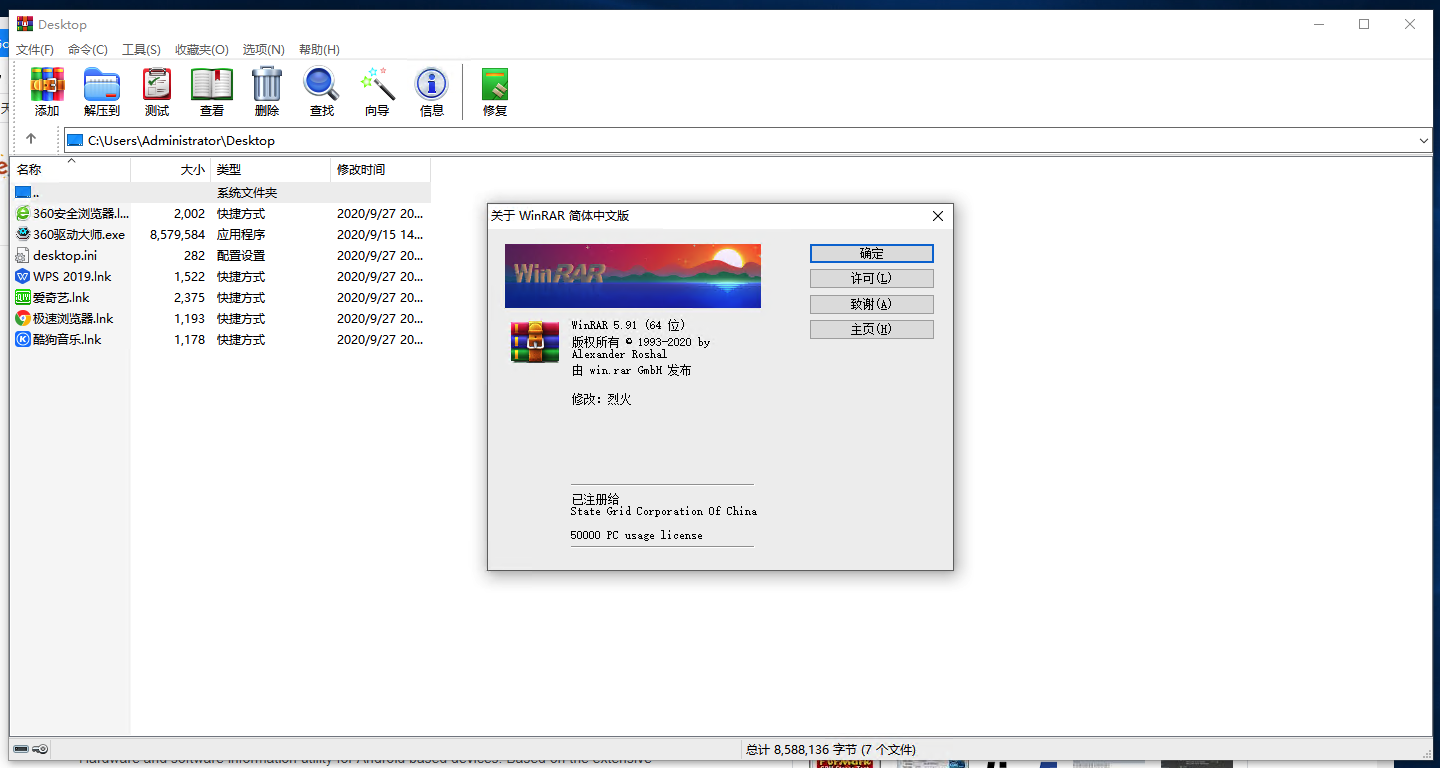 Desktop
文件(F) 命令(C) 工具(S) 收藏夹(O) 选项(N) 帮助(H)
添加 解压到 测试 查看 删除 查找 向导 信息 修复
C:\Users\Administrator\Desktop
名称 大小 类型 修改时间
.. 系统文件夹
360安全浏览器.l... 2,002 快捷方式 2020/9/27 20...
360驱动大师.exe 8,579,584 应用程序 2020/9/15 14...
desktop.ini 282 配置设置 2020/9/27 20...
WPS 2019.lnk 1,522 快捷方式 2020/9/27 20...
爱奇艺.lnk 2,375 快捷方式 2020/9/27 20...
极速浏览器.lnk 1,193 快捷方式 2020/9/27 20...
酷狗音乐.lnk 1,178 快捷方式 2020/9/27 20...
关于 WinRAR 简体中文版
WinRAR
确定
许可(L)
致谢(A)
主页(H)
WinRAR 5.91 (64 位)
版权所有 © 1993-2020 by
Alexander Roshal
由 win.rar GmbH 发布
修改: 烈火
已注册给
State Grid Corporation Of China
50000 PC usage license
总计 8,588,136 字节 (7 个文件)
Hardware and software information utility for Android based devices. Based on the extensive